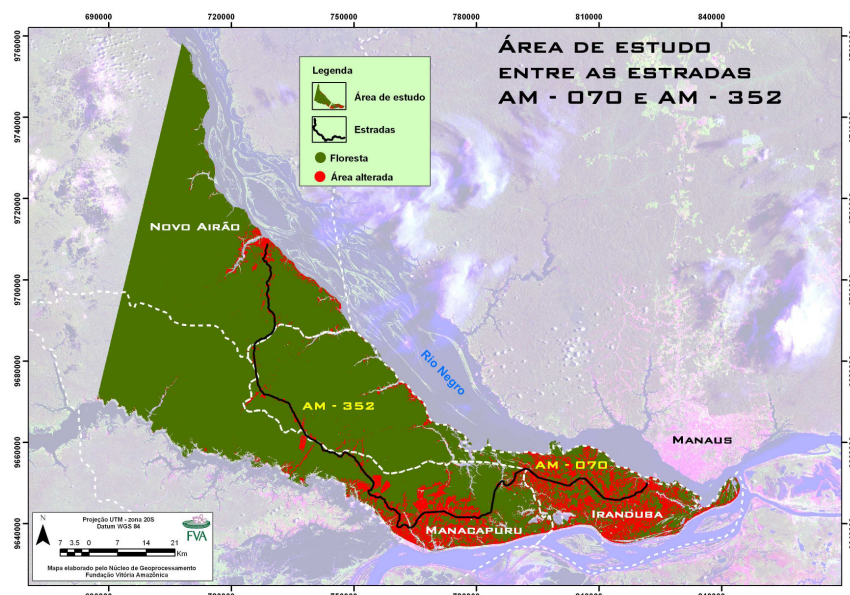 690000 720000 750000 780000 810000 840000
ÁREA DE ESTUDO
ENTRE AS ESTRADAS
AM - 070 E AM - 352
Legenda
Área de estudo
Estradas
Floresta
Área alterada
9760000
9740000
9720000
9700000
9680000
9660000
9640000
NOVO AIRÃO
Rio Negro
AM - 352
MANAUS
AM - 070
IRANDUBA
MANACAPURU
N
Projeção UTM - zona 20S
Datum WGS 84
7 3.5 0 7 14 21
Km
FVA
Mapa elaborado pelo Núcleo de Geoprocessamento
Fundação Vitória Amazônica